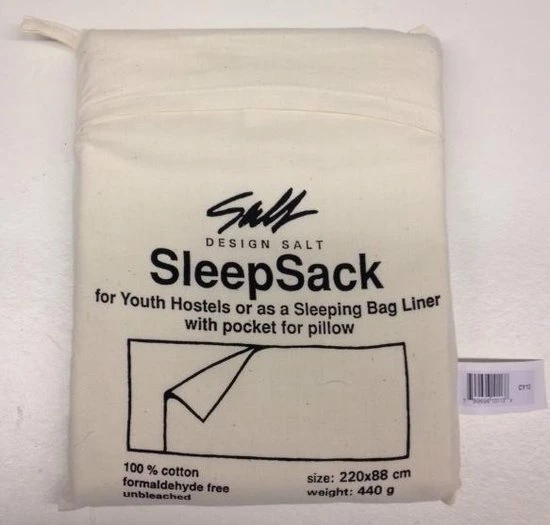 Salt
DESIGN SALT
SleepSack
for Youth Hostels or as a Sleeping Bag Liner
with pocket for pillow
100 % cotton
formaldehyde free
unbleached
size: 220x88 cm
weight: 440 g
CY12